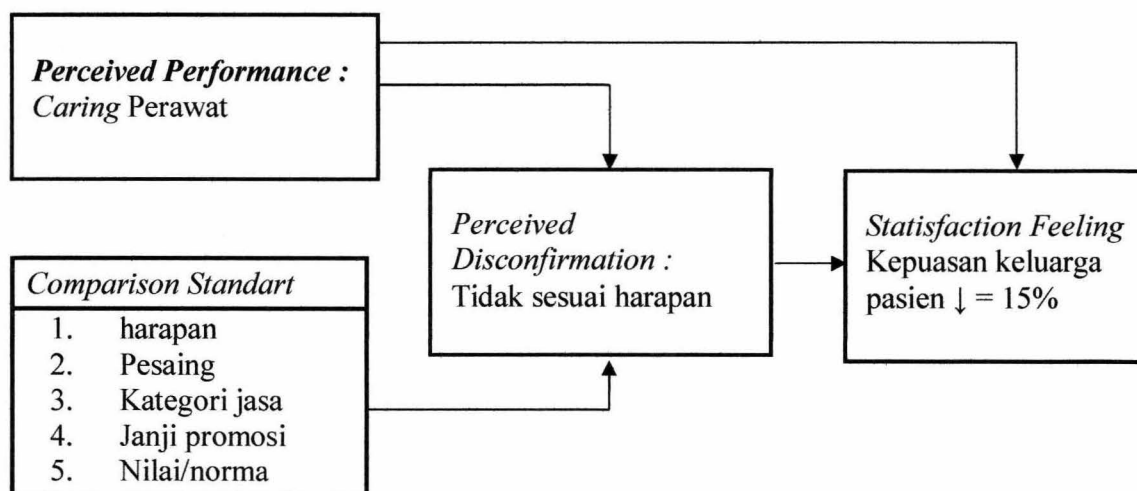 Perceived Performance :
Caring Perawat
Perceived
Disconfirmation :
Tidak sesuai harapan
Statisfaction Feeling
Kepuasan keluarga
pasien ↓ = 15%
Comparison Standart
1. harapan
2. Pesaing
3. Kategori jasa
4. Janji promosi
5. Nilai/norma